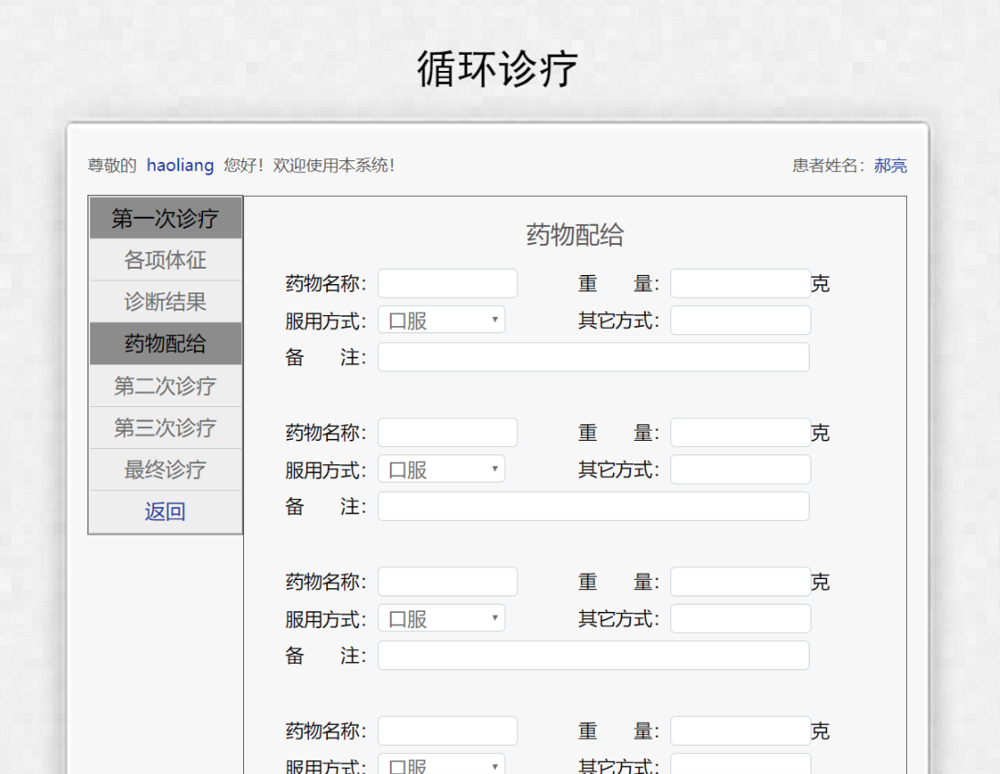 循环诊疗
尊敬的 haoliang 您好！欢迎使用本系统！ 患者姓名：郝亮
第一次诊疗
各项体征
诊断结果
药物配给
第二次诊疗
第三次诊疗
最终诊疗
返回
药物配给
药物名称： 重 量： 克
服用方式： 口服 其它方式：
备 注：
药物名称： 重 量： 克
服用方式： 口服 其它方式：
备 注：
药物名称： 重 量： 克
服用方式： 口服 其它方式：
备 注：
药物名称： 重 量： 克
服用方式： 口服 其它方式：